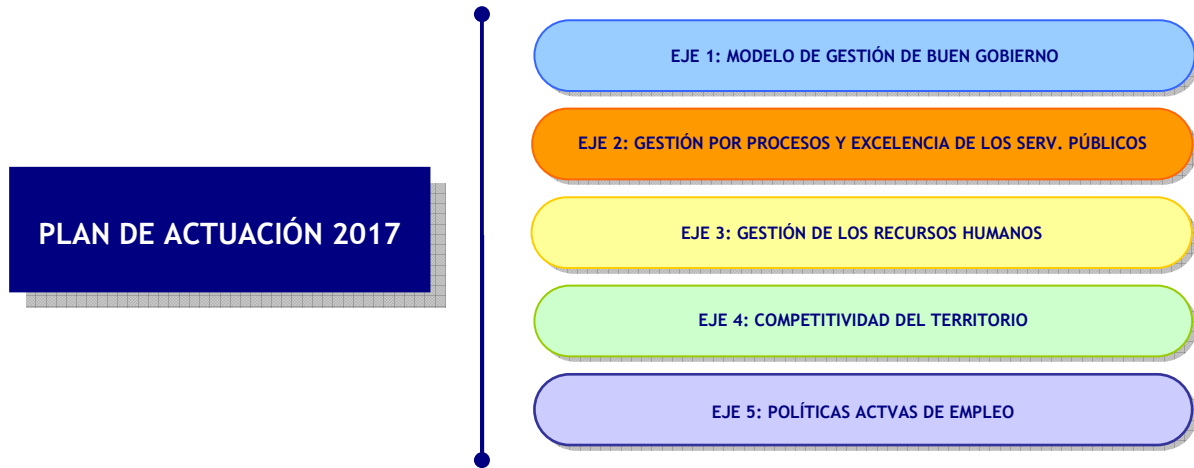 PLAN DE ACTUACIÓN 2017
EJE 1: MODELO DE GESTIÓN DE BUEN GOBIERNO
EJE 2: GESTIÓN POR PROCESOS Y EXCELENCIA DE LOS SERV. PÚBLICOS
EJE 3: GESTIÓN DE LOS RECURSOS HUMANOS
EJE 4: COMPETITIVIDAD DEL TERRITORIO
EJE 5: POLÍTICAS ACTVAS DE EMPLEO